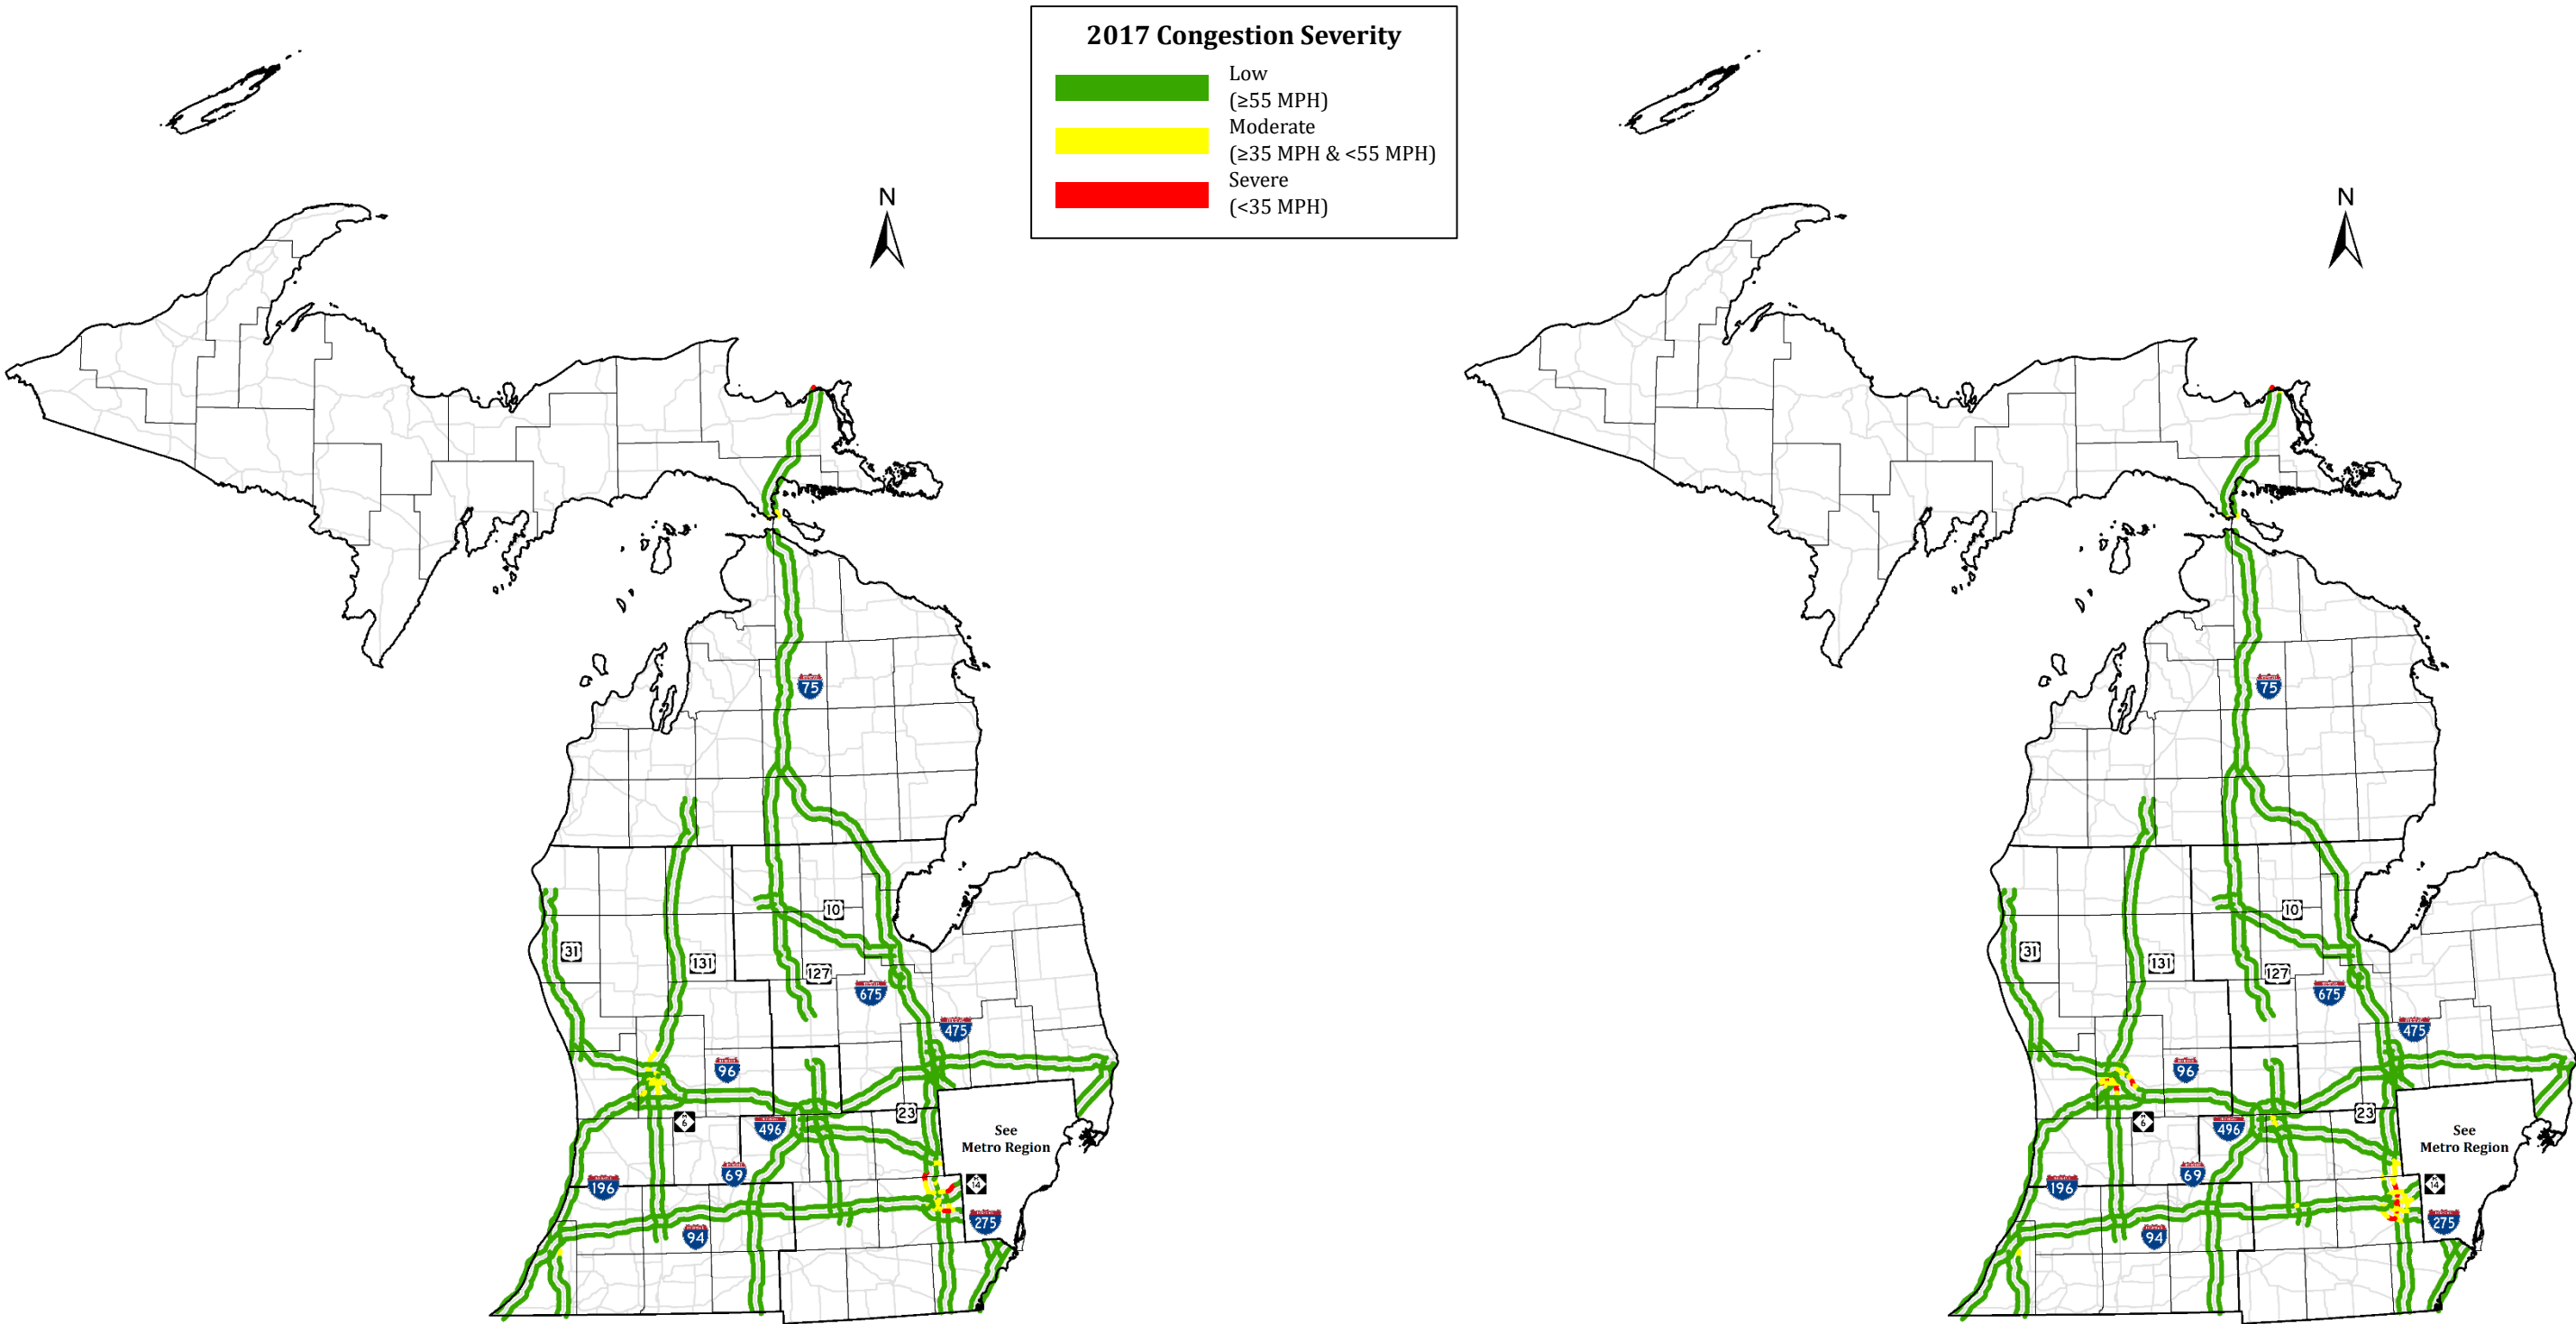 2017 Congestion Severity
Low
(≥55 MPH)
Moderate
(≥35 MPH & <55 MPH)
Severe
(<35 MPH)
N
75
10
31
131
127
675
475
96
6
23
496
See
Metro Region
69
196
14
275
94
N
75
10
31
131
127
675
475
96
6
23
496
See
Metro Region
69
196
14
275
94